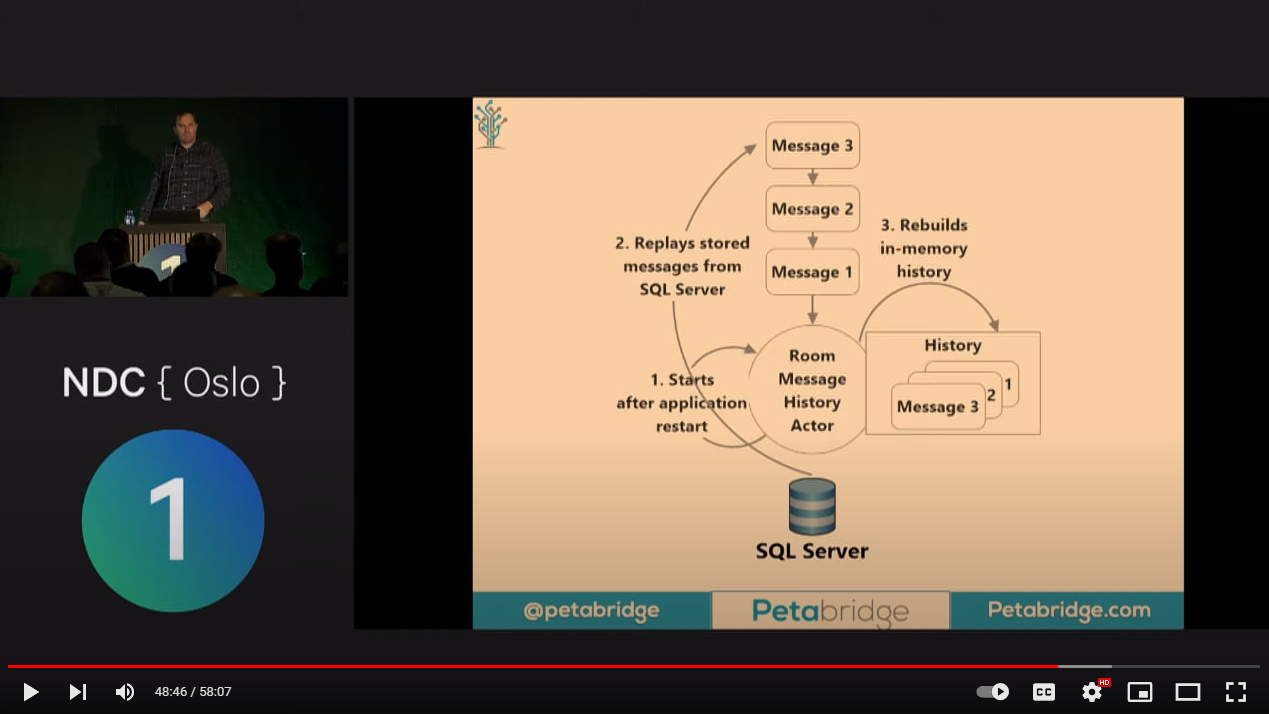 NDC { Oslo }
1
1
Message 3
Message 2
Message 1
2. Replays stored
messages from
SQL Server
3. Rebuilds
in-memory
history
1. Starts
after application
restart
Room
Message
History
Actor
History
1
2
Message 3
SQL Server
@petabridge
Petabridge
Petabridge.com
48:46 / 58:07
CC
HD